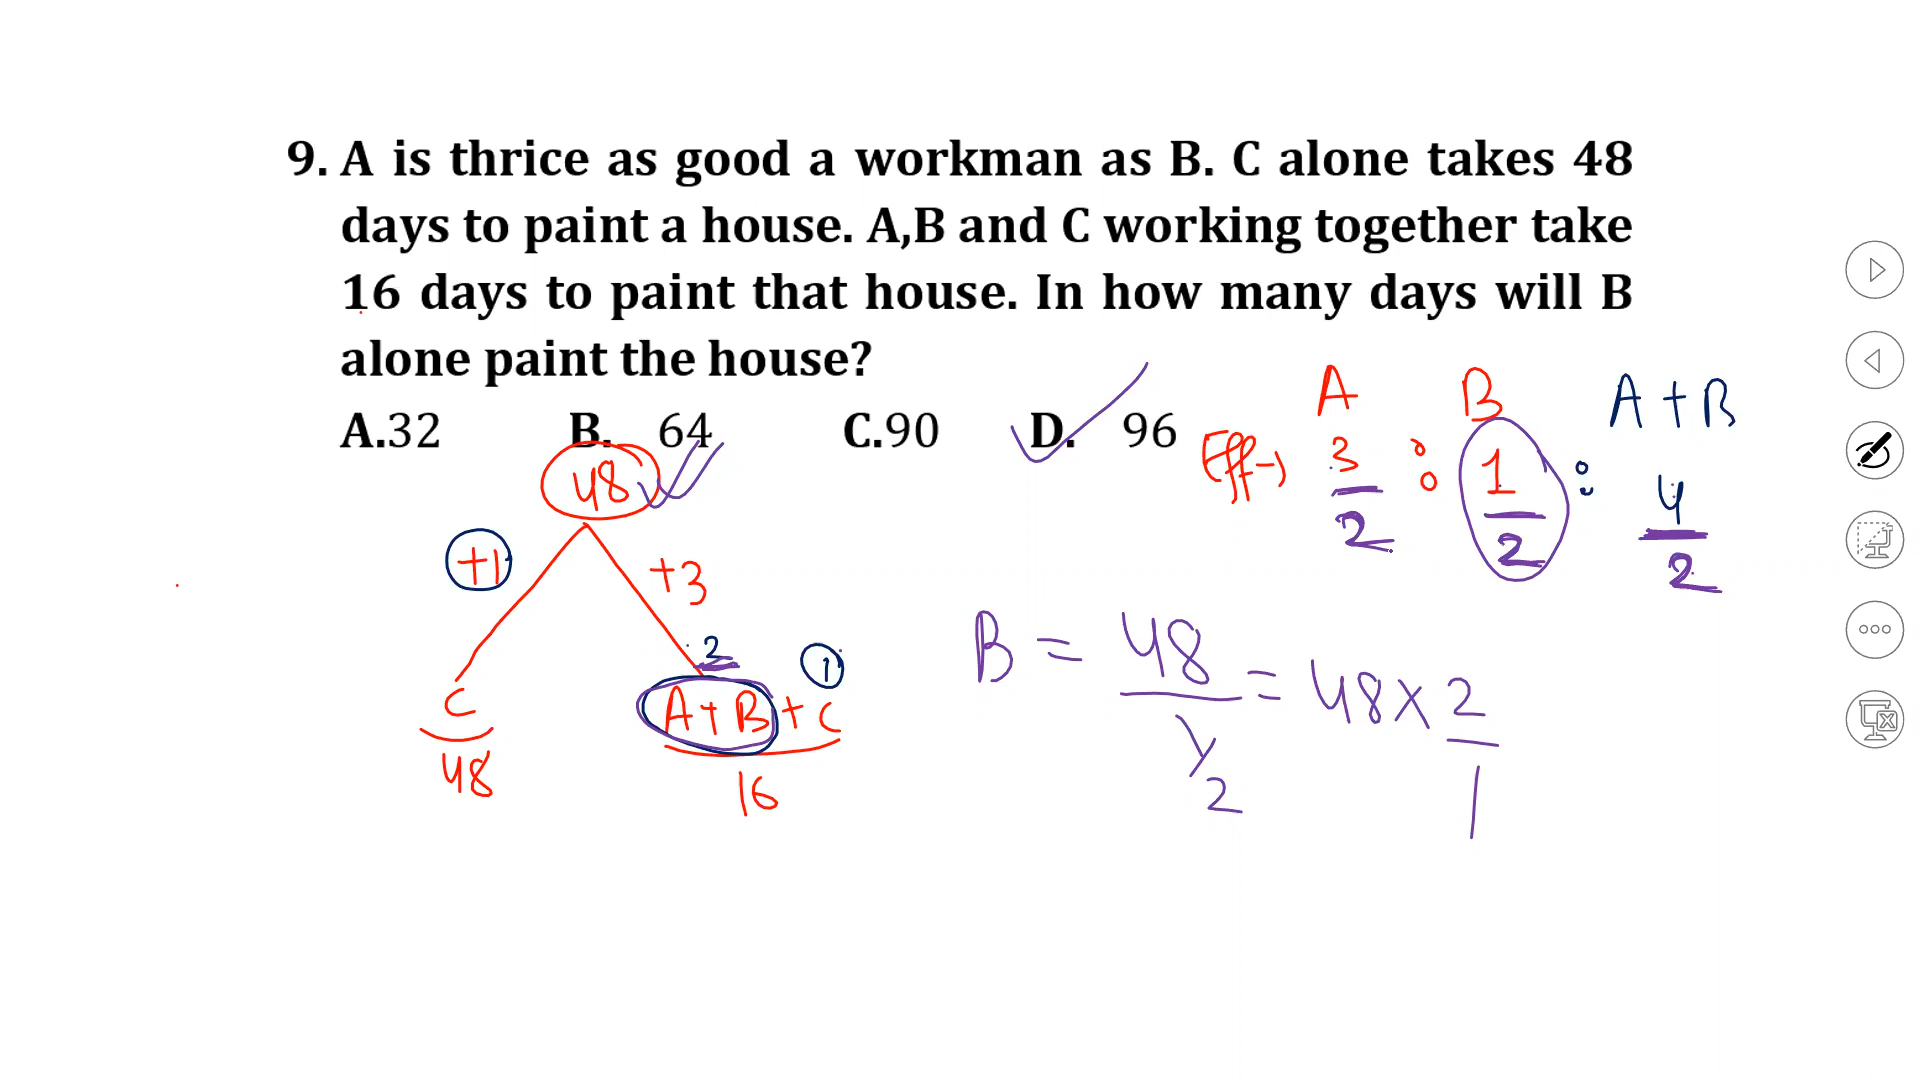 9. A is thrice as good a workman as B. C alone takes 48
days to paint a house. A,B and C working together take
16 days to paint that house. In how many days will B
alone paint the house?
A.32 B. 64 C.90 D. 96
A B A+B
Eff→ 3/2 : 1/2 : 4/2
48
+1 +3
2 1
C A+B+C
48 16
B = 48/1/2 = 48×2/1